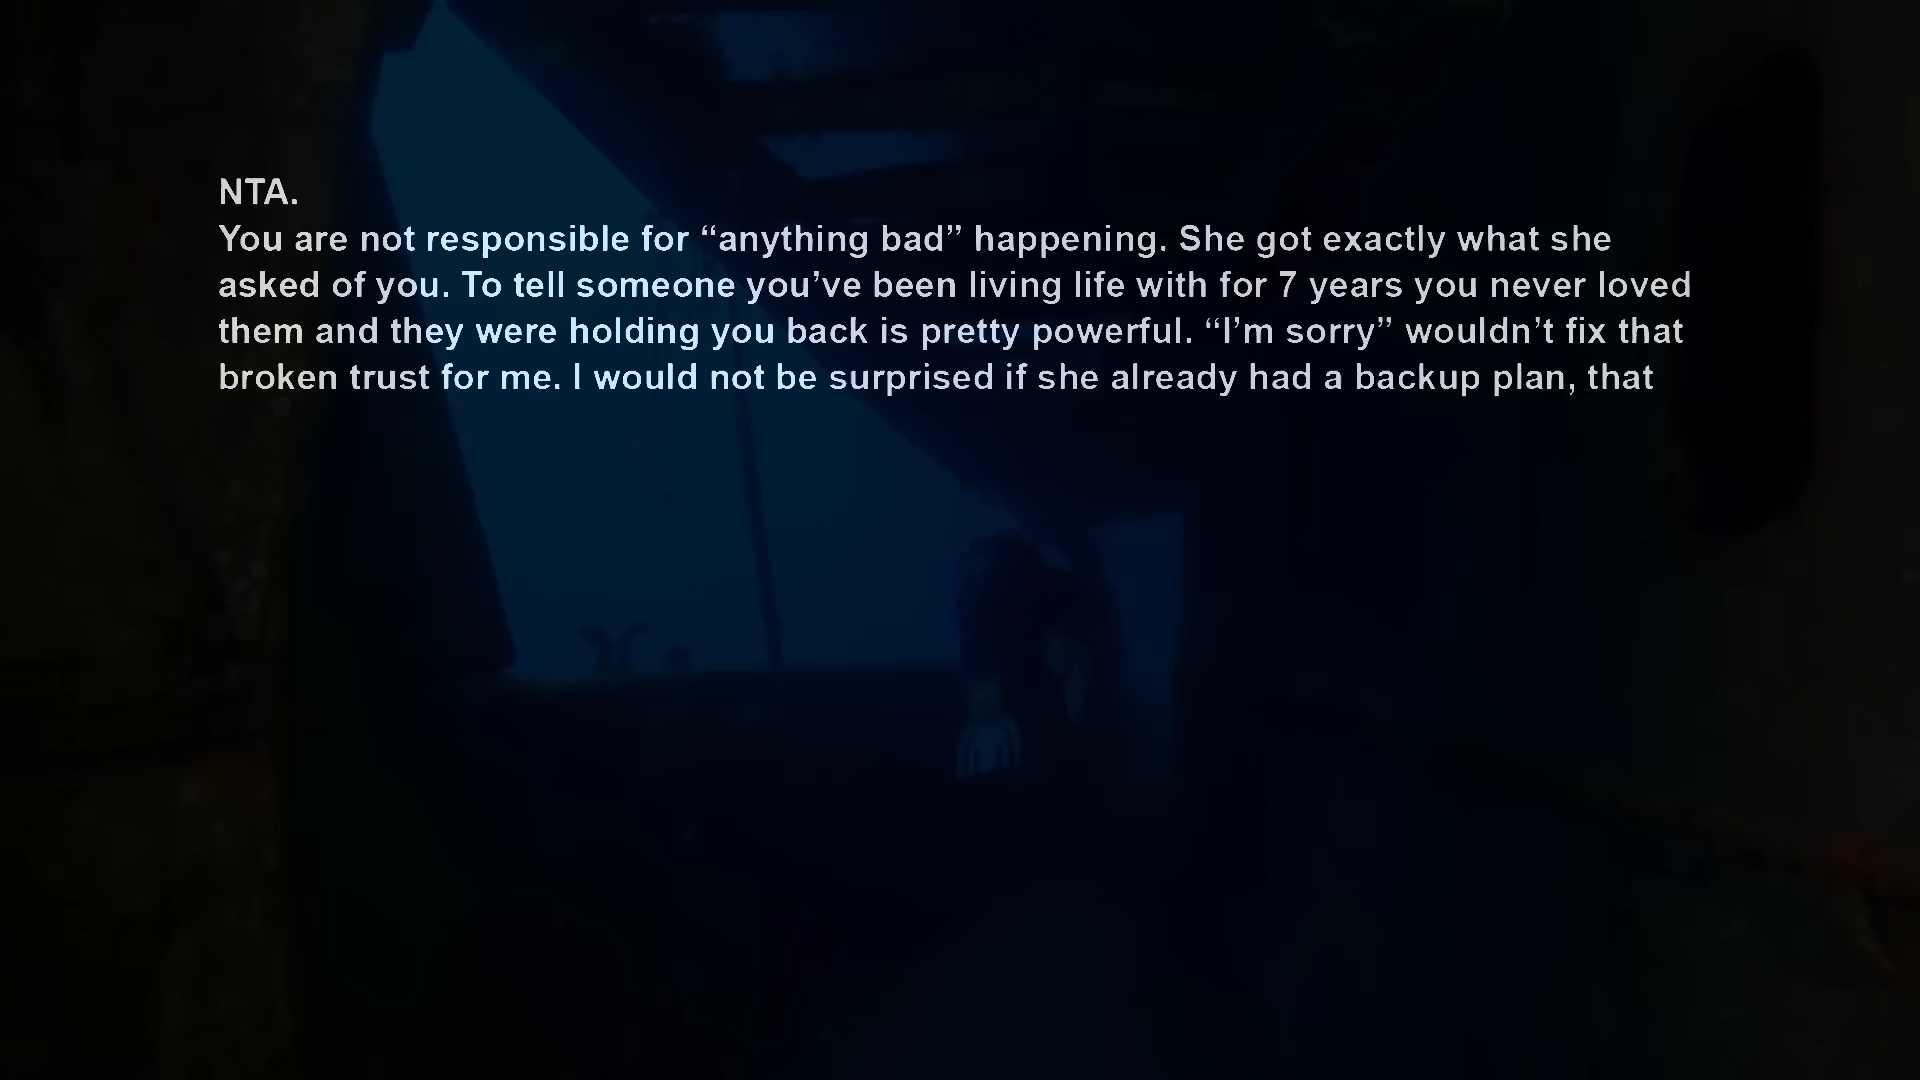 NTA.
You are not responsible for “anything bad” happening. She got exactly what she
asked of you. To tell someone you’ve been living life with for 7 years you never loved
them and they were holding you back is pretty powerful. “I’m sorry” wouldn’t fix that
broken trust for me. I would not be surprised if she already had a backup plan, that